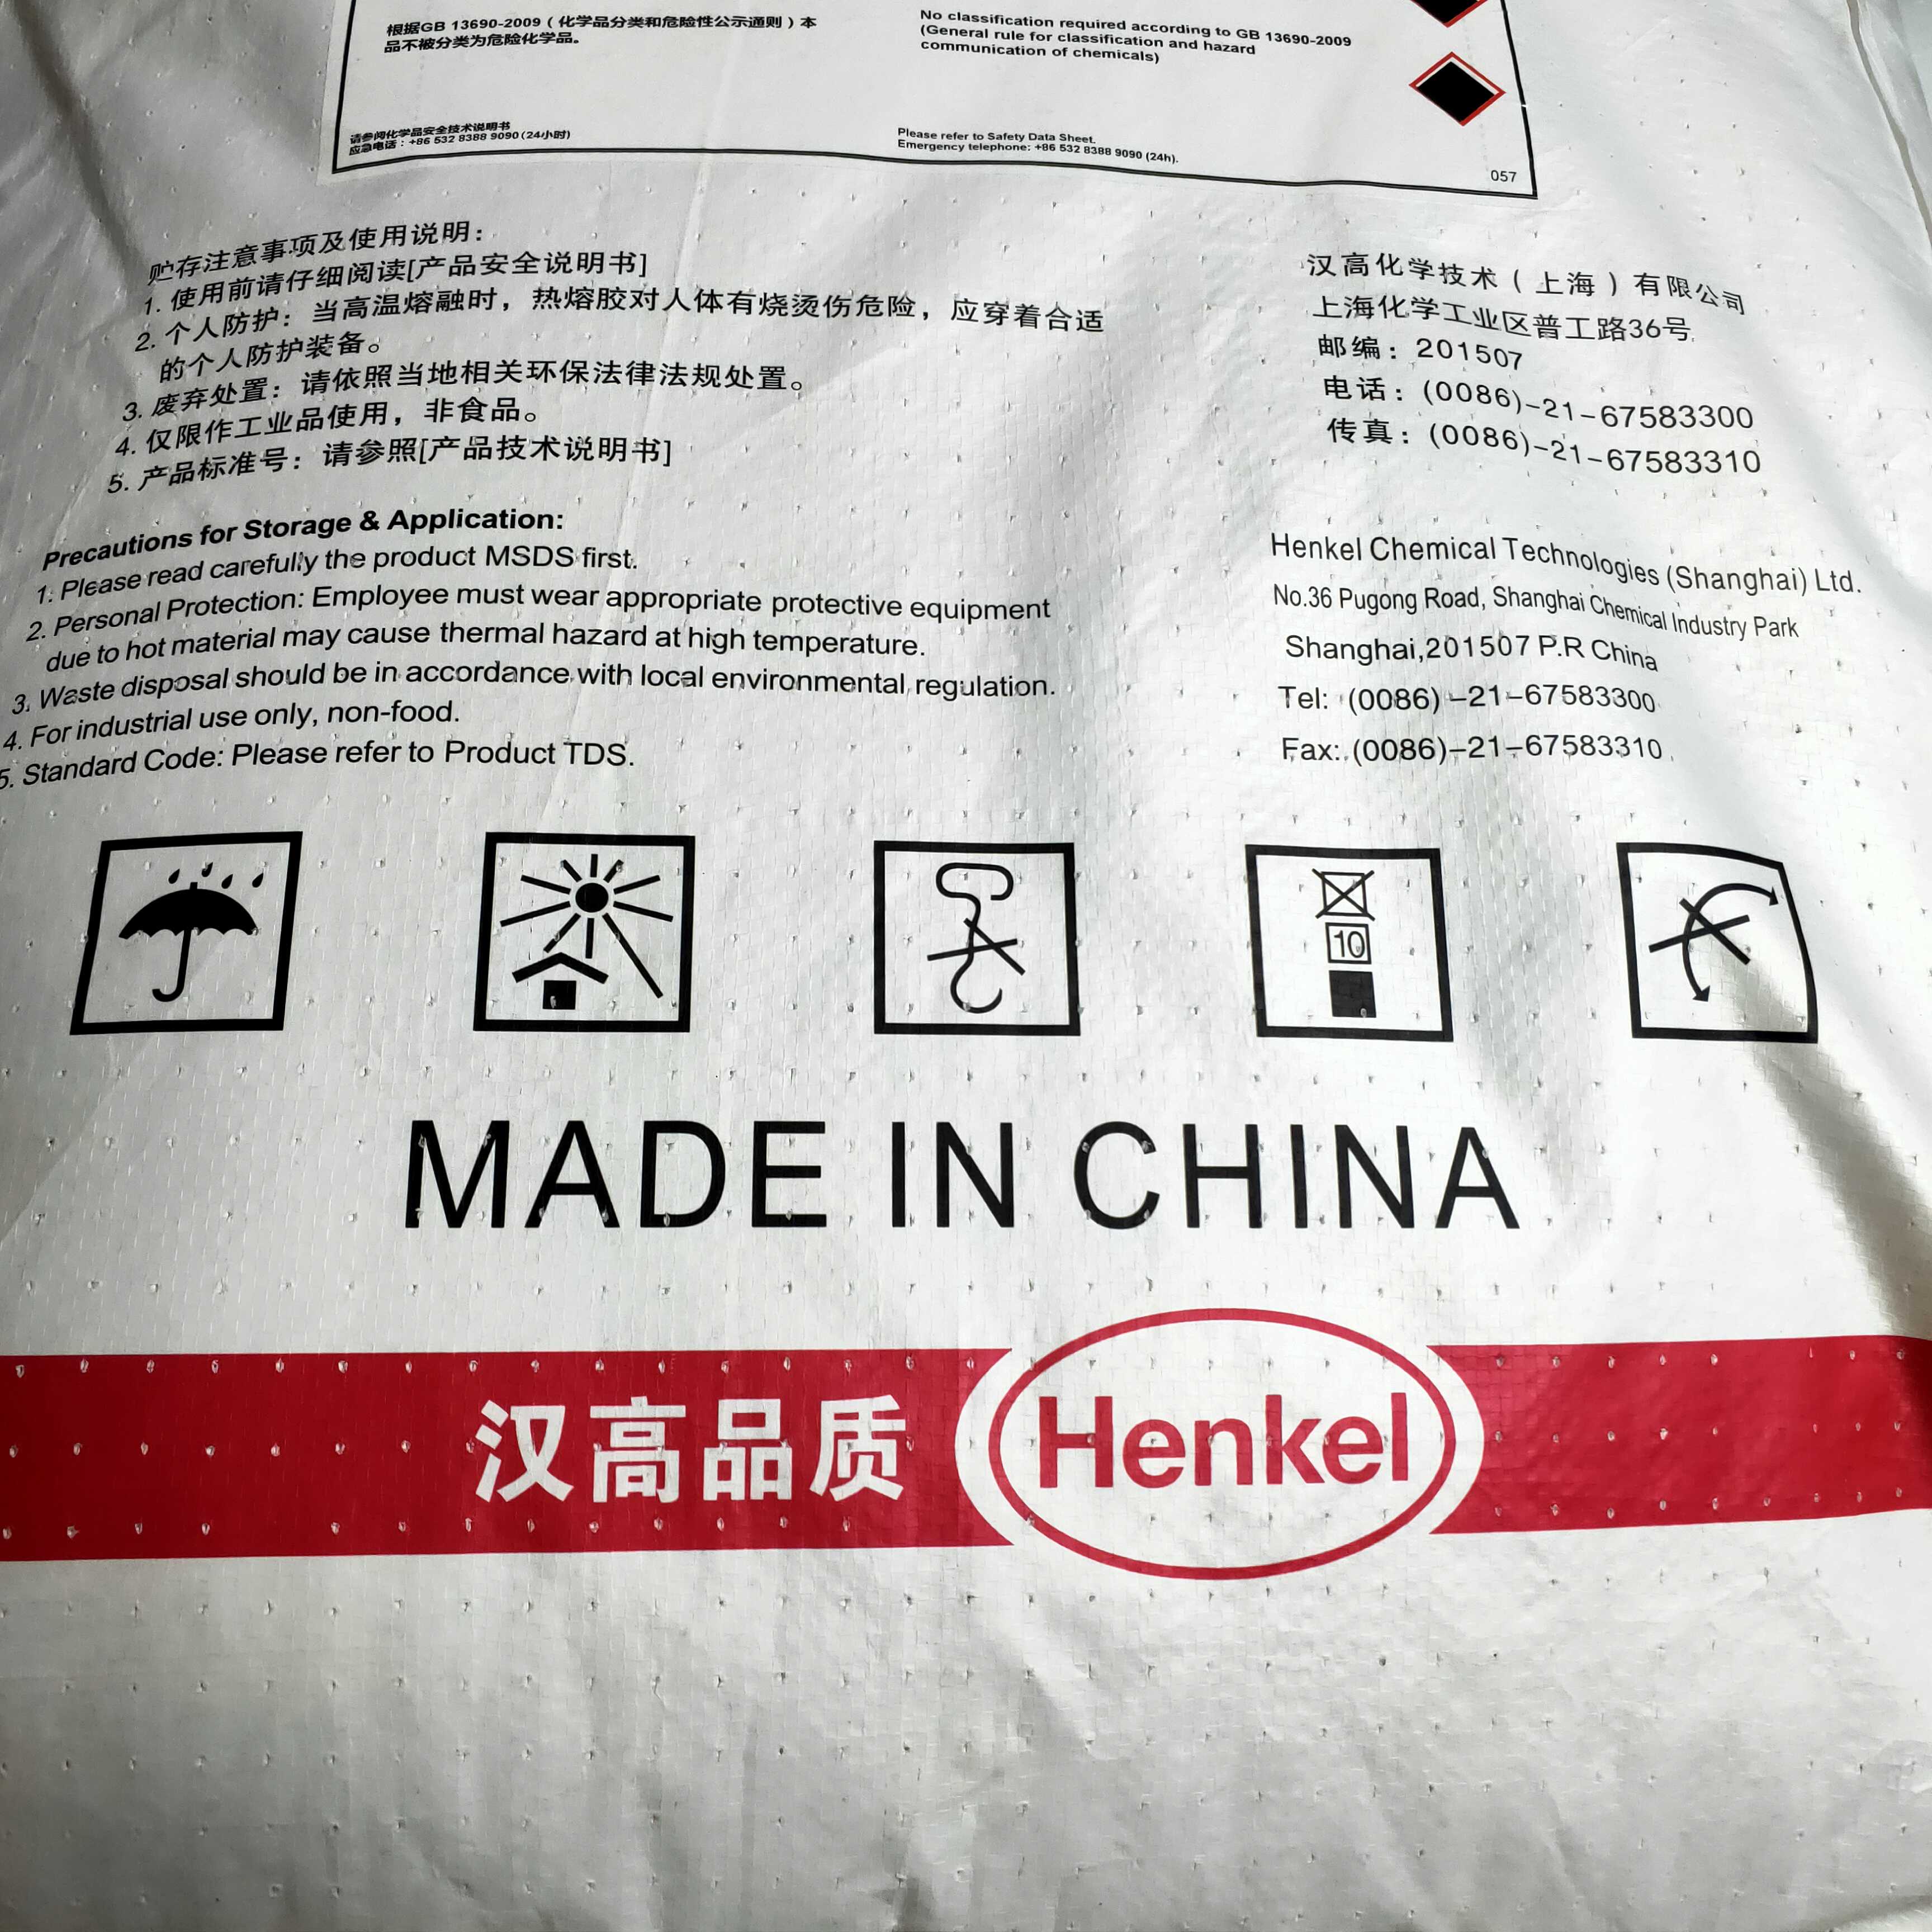 根据GB 13690-2009（化学品分类和危险性公示通则）本
品不被分类为危险化学品。
No classification required according to GB 13690-2009
(General rule for classification and hazard
communication of chemicals)
请参阅化学品安全技术说明书
应急电话：+86 532 8388 9090 (24小时)
Please refer to Safety Data Sheet.
Emergency telephone: +86 532 8388 9090 (24h).
057
贮存注意事项及使用说明：
1. 使用前请仔细阅读[产品安全说明书]
2. 个人防护：当高温熔融时，热熔胶对人体有烧烫伤危险，应穿着合适
的个人防护装备。
3. 废弃处置：请依照当地相关环保法律法规处置。
4. 仅限作工业品使用，非食品。
5. 产品标准号：请参照[产品技术说明书]
汉高化学技术（上海）有限公司
上海化学工业区普工路36号
邮编：201507
电话：(0086)-21-67583300
传真：(0086)-21-67583310
Precautions for Storage & Application:
1. Please read carefully the product MSDS first.
2. Personal Protection: Employee must wear appropriate protective equipment
due to hot material may cause thermal hazard at high temperature.
3. Waste disposal should be in accordance with local environmental regulation.
4. For industrial use only, non-food.
5. Standard Code: Please refer to Product TDS.
Henkel Chemical Technologies (Shanghai) Ltd.
No.36 Pugong Road, Shanghai Chemical Industry Park
Shanghai,201507 P.R China
Tel: (0086)-21-67583300
Fax: (0086)-21-67583310
10
MADE IN CHINA
汉高品质 Henkel